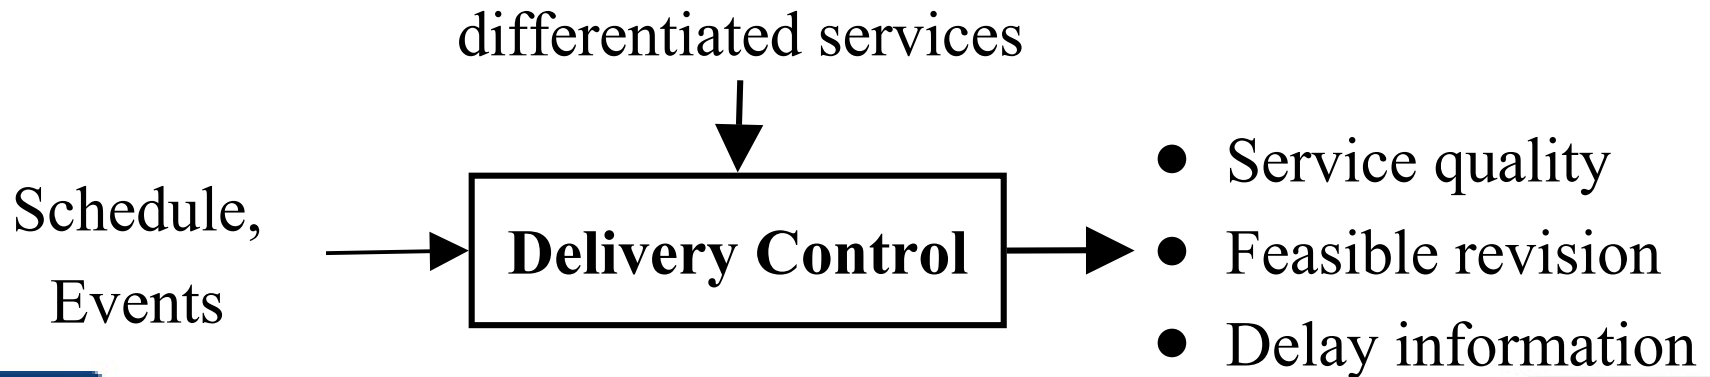 differentiated services
Schedule,
Events
Delivery Control
● Service quality
● Feasible revision
● Delay information